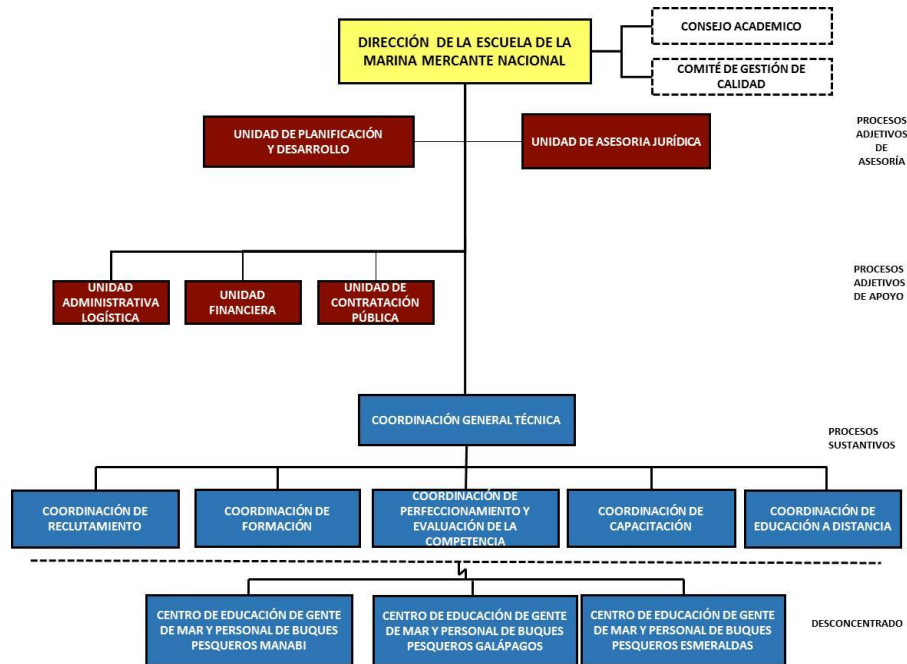 DIRECCIÓN DE LA ESCUELA DE LA
MARINA MERCANTE NACIONAL
CONSEJO ACADEMICO
COMITÉ DE GESTIÓN DE
CALIDAD
UNIDAD DE PLANIFICACIÓN
Y DESARROLLO
UNIDAD DE ASESORIA JURÍDICA
PROCESOS
ADJETIVOS
DE
ASESORÍA
UNIDAD
ADMINISTRATIVA
LOGÍSTICA
UNIDAD
FINANCIERA
UNIDAD DE
CONTRATACIÓN
PÚBLICA
PROCESOS
ADJETIVOS
DE APOYO
COORDINACIÓN GENERAL TÉCNICA
PROCESOS
SUSTANTIVOS
COORDINACIÓN DE
RECLUTAMIENTO
COORDINACIÓN DE
FORMACIÓN
COORDINACIÓN DE
PERFECCIONAMIENTO Y
EVALUACIÓN DE LA
COMPETENCIA
COORDINACIÓN DE
CAPACITACIÓN
COORDINACIÓN DE
EDUCACIÓN A DISTANCIA
CENTRO DE EDUCACIÓN DE GENTE
DE MAR Y PERSONAL DE BUQUES
PESQUEROS MANABI
CENTRO DE EDUCACIÓN DE GENTE
DE MAR Y PERSONAL DE BUQUES
PESQUEROS GALÁPAGOS
CENTRO DE EDUCACIÓN DE GENTE
DE MAR Y PERSONAL DE BUQUES
PESQUEROS ESMERALDAS
DESCONCENTRADO